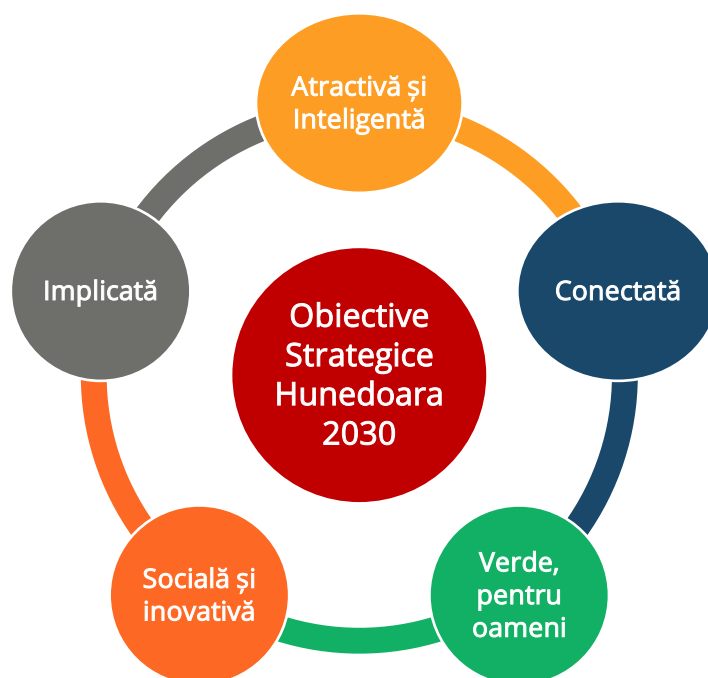 Atractivă și
Inteligentă
Conectată
Verde,
pentru
oameni
Socială și
inovativă
Implicată
Obiective
Strategice
Hunedoara
2030